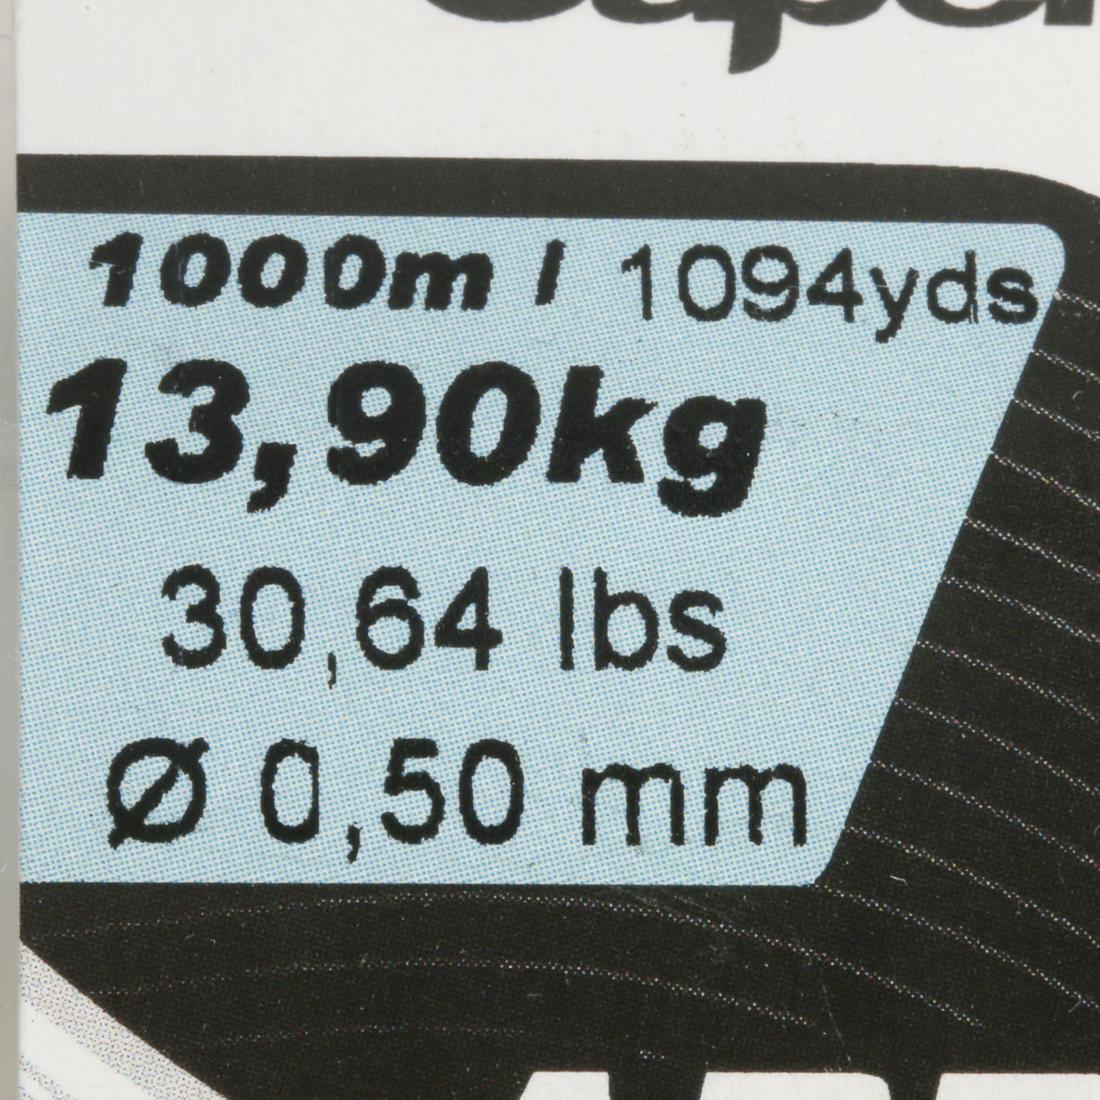 1000m / 1094yds
13,90kg
30,64 lbs
Ø 0,50 mm